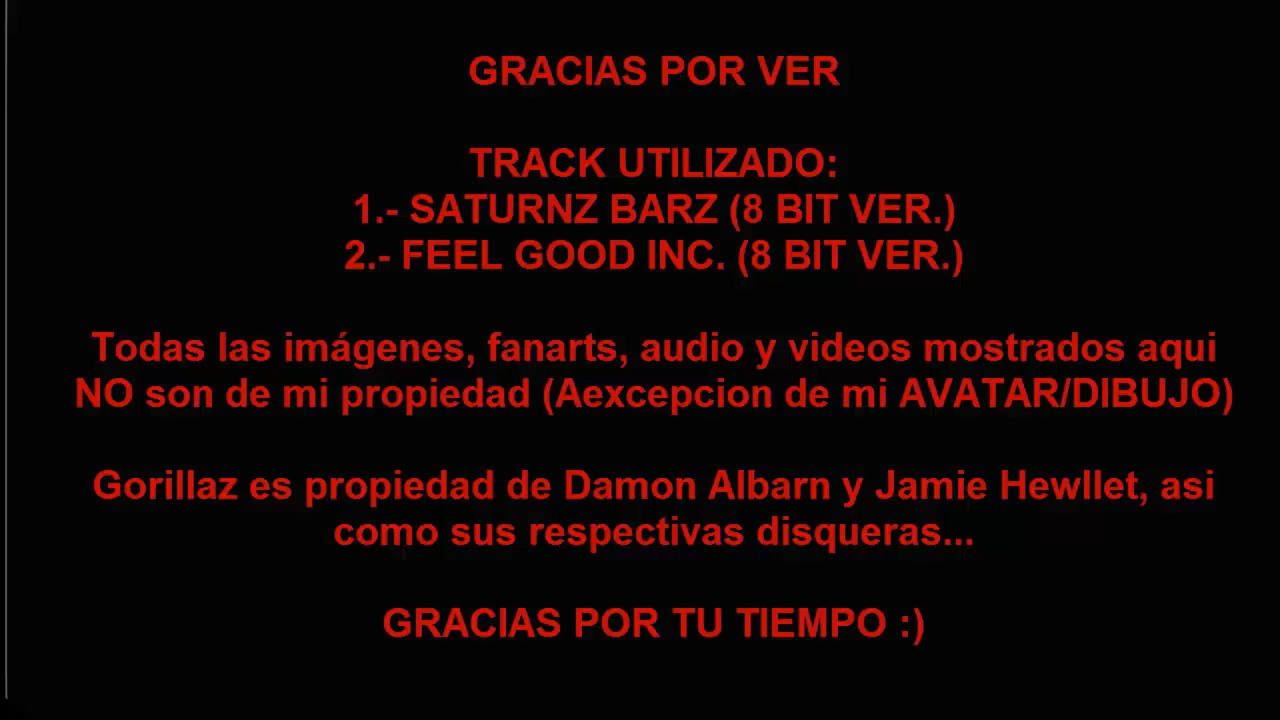 GRACIAS POR VER
TRACK UTILIZADO:
1.- SATURNZ BARZ (8 BIT VER.)
2.- FEEL GOOD INC. (8 BIT VER.)
Todas las imágenes, fanarts, audio y videos mostrados aqui
NO son de mi propiedad (Aexcepcion de mi AVATAR/DIBUJO)
Gorillaz es propiedad de Damon Albarn y Jamie Hewllet, asi
como sus respectivas disqueras...
GRACIAS POR TU TIEMPO :)